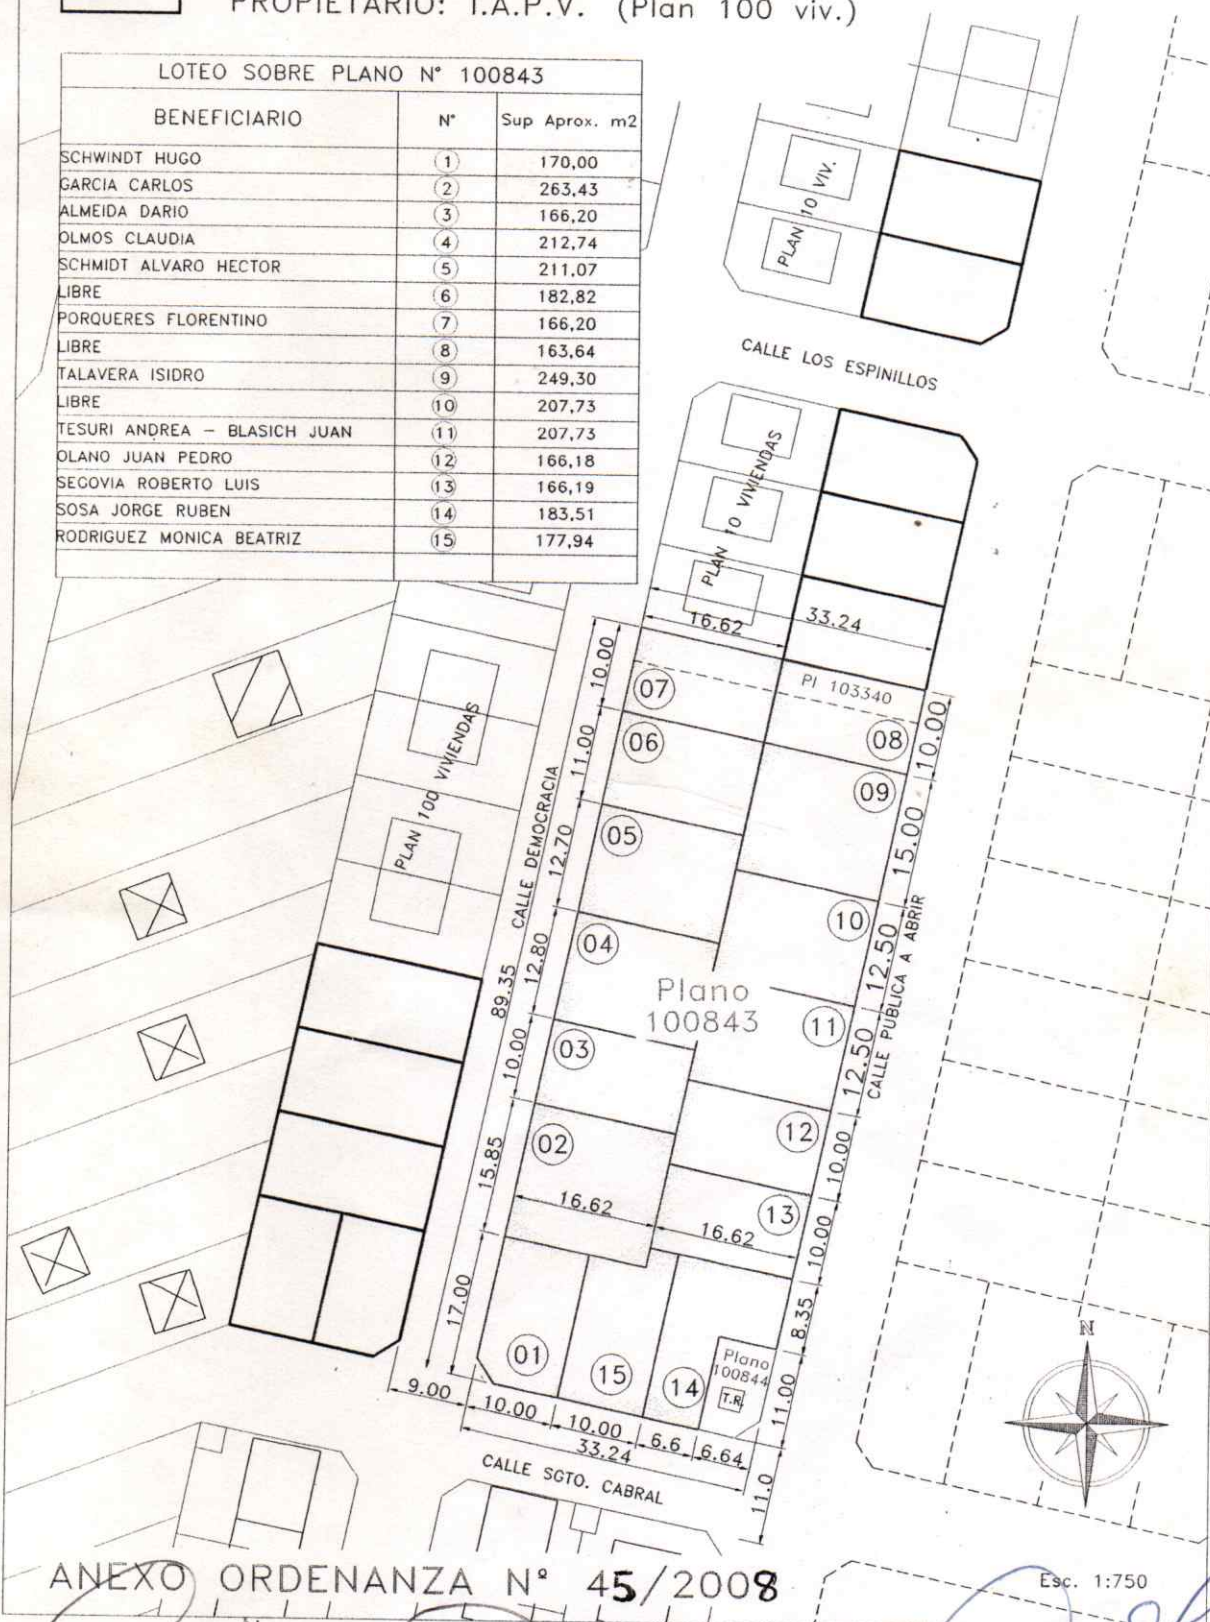 PROPIETARIO: I.A.P.V. (Plan 100 viv.)
LOTEO SOBRE PLANO N° 100843
BENEFICIARIO N° Sup Aprox. m2
SCHWINDT HUGO 1 170,00
GARCIA CARLOS 2 263,43
ALMEIDA DARIO 3 166,20
OLMOS CLAUDIA 4 212,74
SCHMIDT ALVARO HECTOR 5 211,07
LIBRE 6 182,82
PORQUERES FLORENTINO 7 166,20
LIBRE 8 163,64
TALAVERA ISIDRO 9 249,30
LIBRE 10 207,73
TESURI ANDREA – BLASICH JUAN 11 207,73
OLANO JUAN PEDRO 12 166,18
SEGOVIA ROBERTO LUIS 13 166,19
SOSA JORGE RUBEN 14 183,51
RODRIGUEZ MONICA BEATRIZ 15 177,94
PLAN 10 VIV.
CALLE LOS ESPINILLOS
PLAN 10 VIVIENDAS
16.62
33.24
PI 103340
PLAN 100 VIVIENDAS
CALLE DEMOCRACIA
89.35
10.00
11.00
12.70
12.80
10.00
15.85
17.00
07
06
05
04
03
02
01
15
14
08
09
10
11
12
13
Plano
100843
10.00
15.00
12.50
12.50
10.00
10.00
8.35
11.00
11.0
CALLE PUBLICA A ABRIR
16.62
16.62
Plano
100844
T.R.
N
9.00
10.00
10.00
6.6
6.64
33.24
CALLE SGTO. CABRAL
ANEXO ORDENANZA N° 45/2008
Esc. 1:750